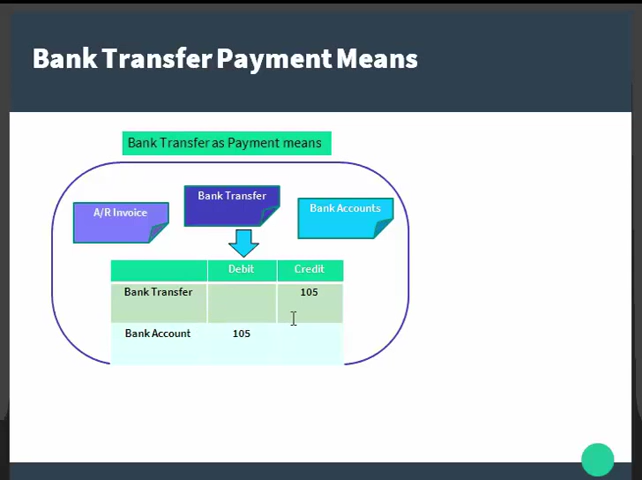 Bank Transfer Payment Means
Bank Transfer as Payment means
A/R Invoice
Bank Transfer
Bank Accounts
Debit Credit
Bank Transfer 105
Bank Account 105